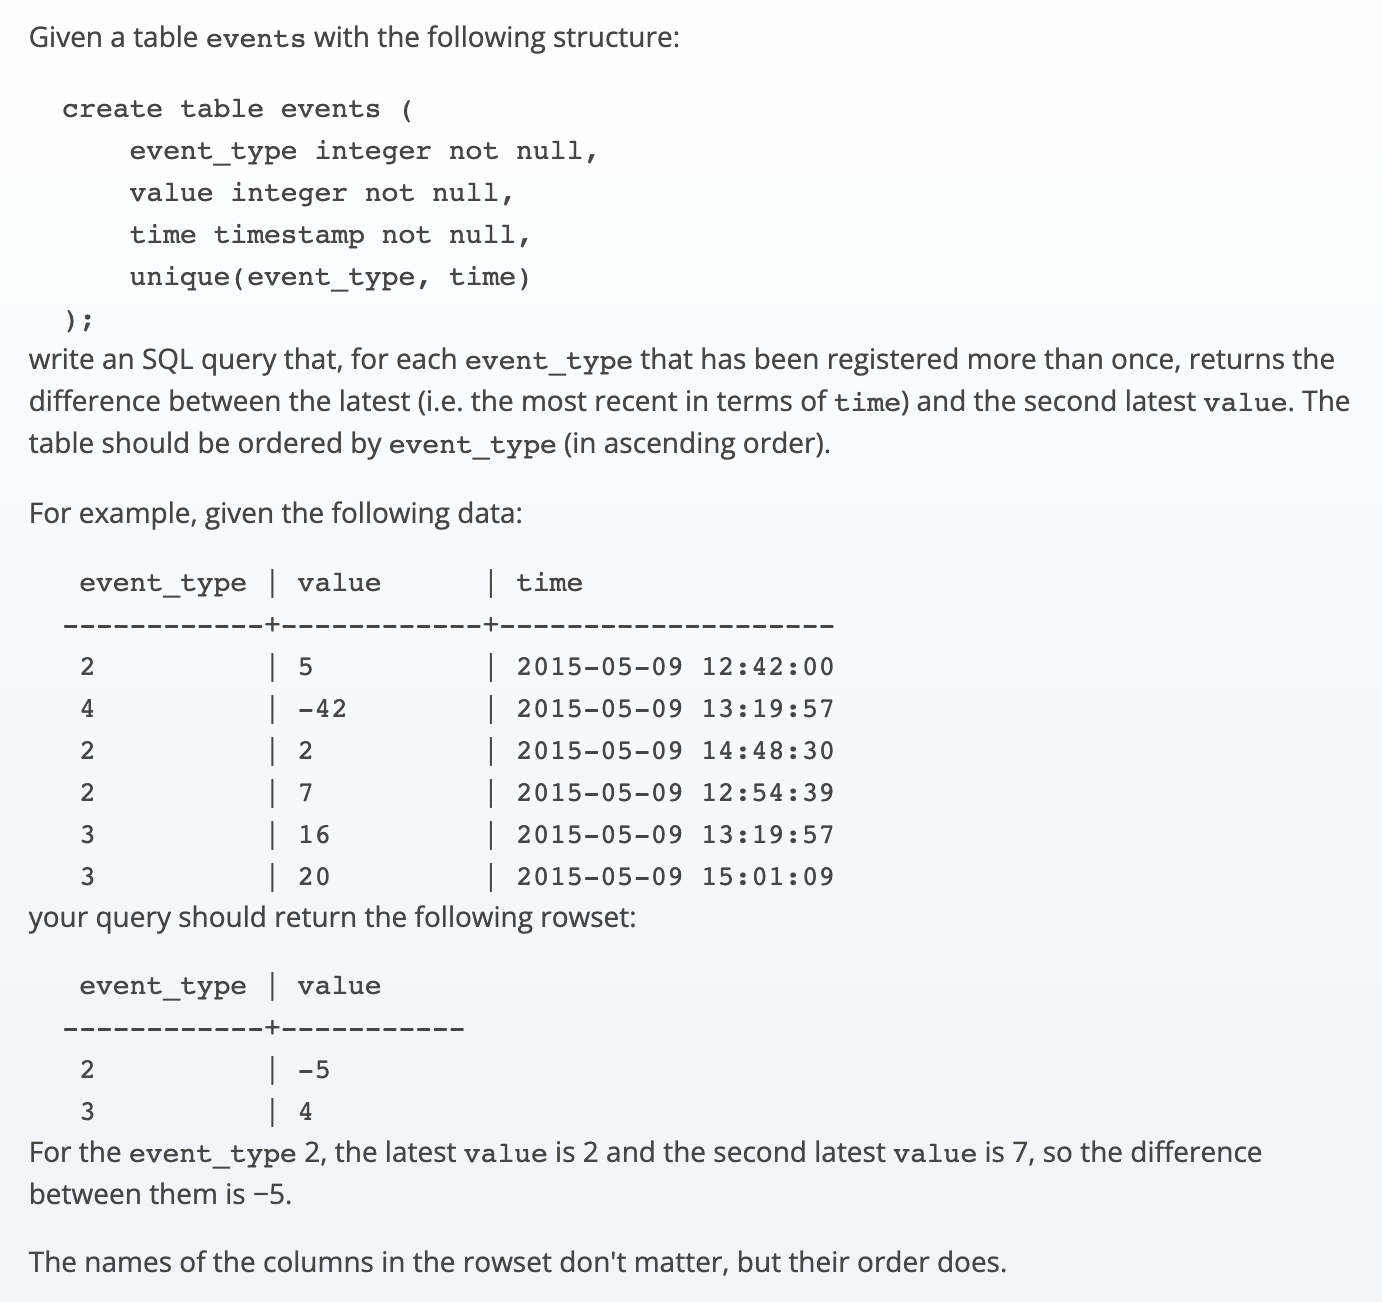 Given a table events with the following structure:
create table events (
event_type integer not null,
value integer not null,
time timestamp not null,
unique(event_type, time)
);
write an SQL query that, for each event_type that has been registered more than once, returns the
difference between the latest (i.e. the most recent in terms of time) and the second latest value. The
table should be ordered by event_type (in ascending order).
For example, given the following data:
event_type | value | time
------------+------------+--------------------
2 | 5 | 2015-05-09 12:42:00
4 | -42 | 2015-05-09 13:19:57
2 | 2 | 2015-05-09 14:48:30
2 | 7 | 2015-05-09 12:54:39
3 | 16 | 2015-05-09 13:19:57
3 | 20 | 2015-05-09 15:01:09
your query should return the following rowset:
event_type | value
------------+-----------
2 | -5
3 | 4
For the event_type 2, the latest value is 2 and the second latest value is 7, so the difference
between them is −5.
The names of the columns in the rowset don't matter, but their order does.